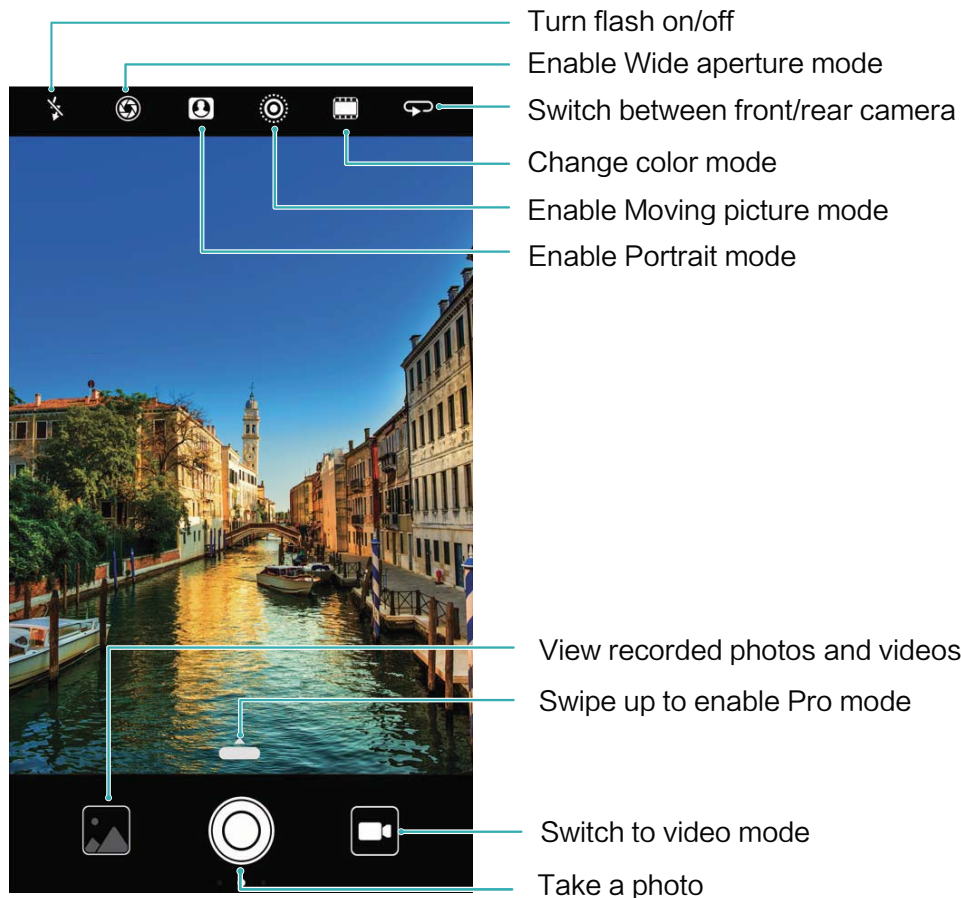 Turn flash on/off
Enable Wide aperture mode
Switch between front/rear camera
Change color mode
Enable Moving picture mode
Enable Portrait mode
View recorded photos and videos
Swipe up to enable Pro mode
Switch to video mode
Take a photo